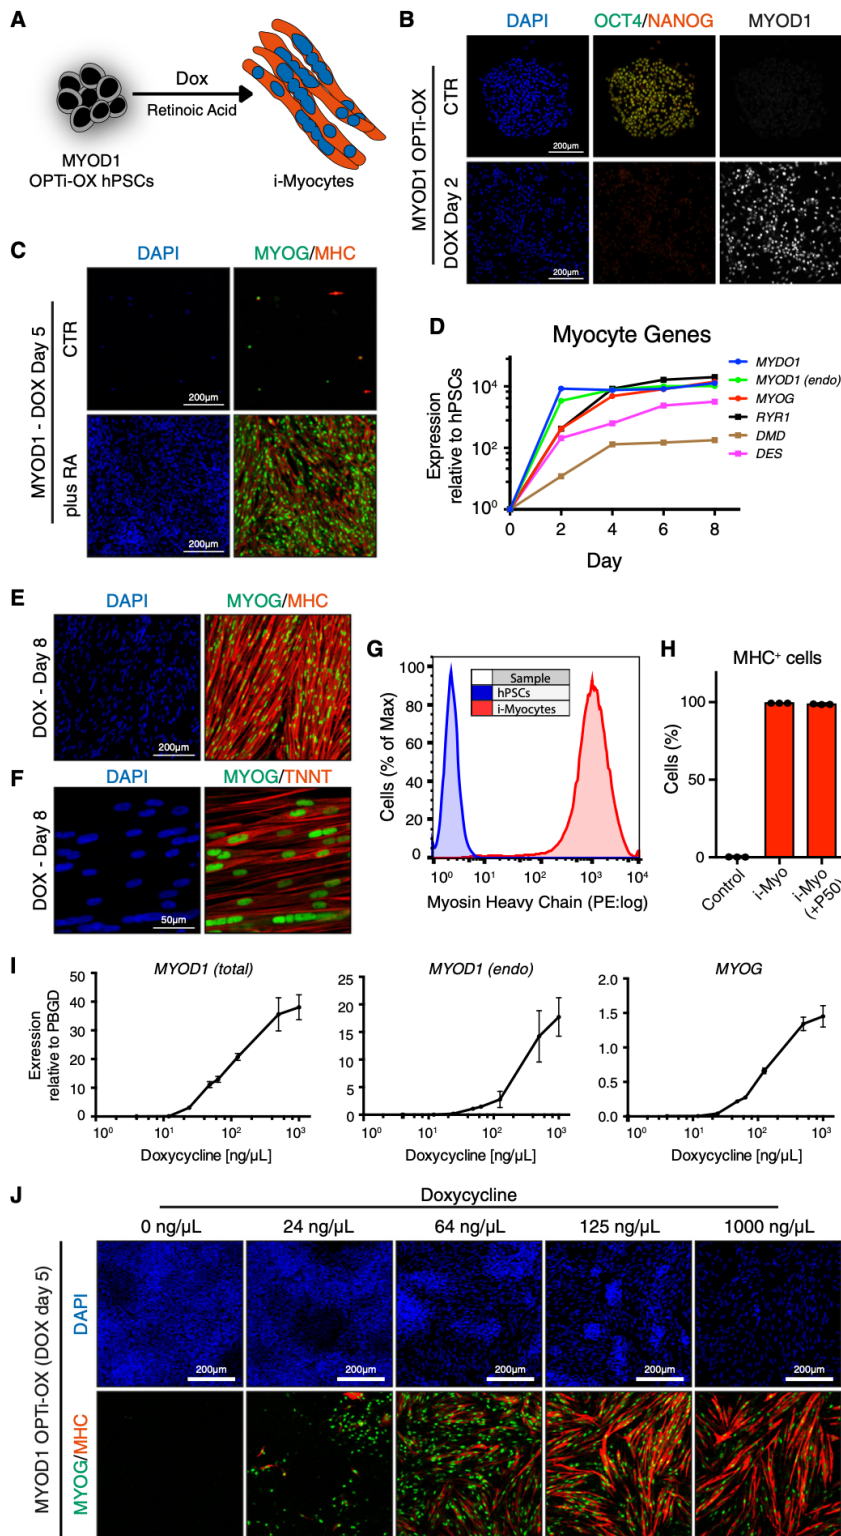 A
Dox
Retinoic Acid
MYOD1
OPTi-OX hPSCs
i-Myocytes
B
DAPI
OCT4/NANOG
MYOD1
MYOD1 OPTi-OX
CTR
200µm
DOX Day 2
200µm
C
DAPI
MYOG/MHC
MYOD1 - DOX Day 5
CTR
200µm
plus RA
200µm
D
Myocyte Genes
Expression
relative to hPSCs
10⁴
10²
10⁰
0 2 4 6 8
Day
MYDO1
MYOD1 (endo)
MYOG
RYR1
DMD
DES
E
DAPI
MYOG/MHC
DOX - Day 8
200µm
F
DAPI
MYOG/TNNT
DOX - Day 8
50µm
G
Cells (% of Max)
100
80
60
40
20
0
Sample
hPSCs
i-Myocytes
10⁰ 10¹ 10² 10³ 10⁴
Myosin Heavy Chain (PE:log)
H
MHC⁺ cells
Cells (%)
100
50
0
Control
i-Myo
i-Myo
(+P50)
I
MYOD1 (total)
Exression
relative to PBGD
50
40
30
20
10
0
10⁰ 10¹ 10² 10³
Doxycycline [ng/µL]
MYOD1 (endo)
25
20
15
10
5
0
10⁰ 10¹ 10² 10³
Doxycycline [ng/µL]
MYOG
2.0
1.5
1.0
0.5
0.0
10⁰ 10¹ 10² 10³
Doxycycline [ng/µL]
J
Doxycycline
0 ng/µL 24 ng/µL 64 ng/µL 125 ng/µL 1000 ng/µL
MYOD1 OPTi-OX (DOX day 5)
DAPI
200µm 200µm 200µm 200µm 200µm
MYOG/MHC